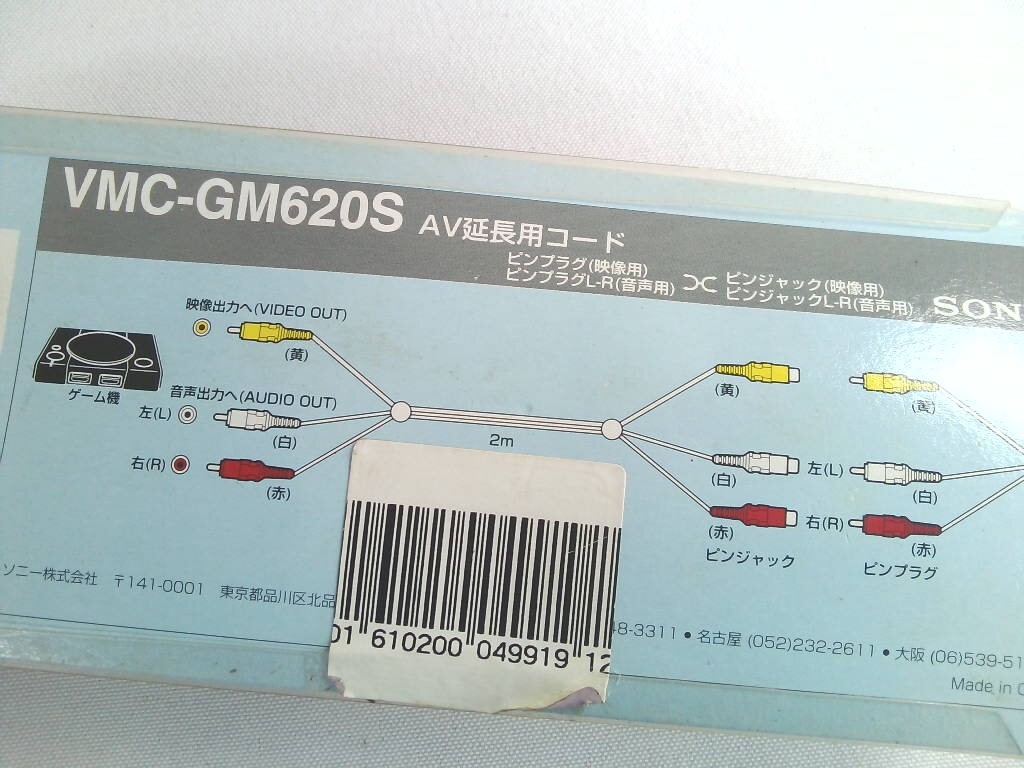 VMC-GM620S AV延長用コード
ピンプラグ(映像用)
ピンプラグL-R(音声用)
ピンジャック(映像用)
ピンジャックL-R(音声用)
SON
映像出力へ(VIDEO OUT)
(黄)
ゲーム機
音声出力へ(AUDIO OUT)
左(L)
(白)
右(R)
(赤)
2m
(黄)
(白)
(赤)
ピンジャック
(黄)
左(L)
(白)
右(R)
(赤)
ピンプラグ
ソニー株式会社 〒141-0001 東京都品川区北品
48-3311 ● 名古屋 (052)232-2611 ● 大阪 (06)539-51
Made in
01 610200 049919 12